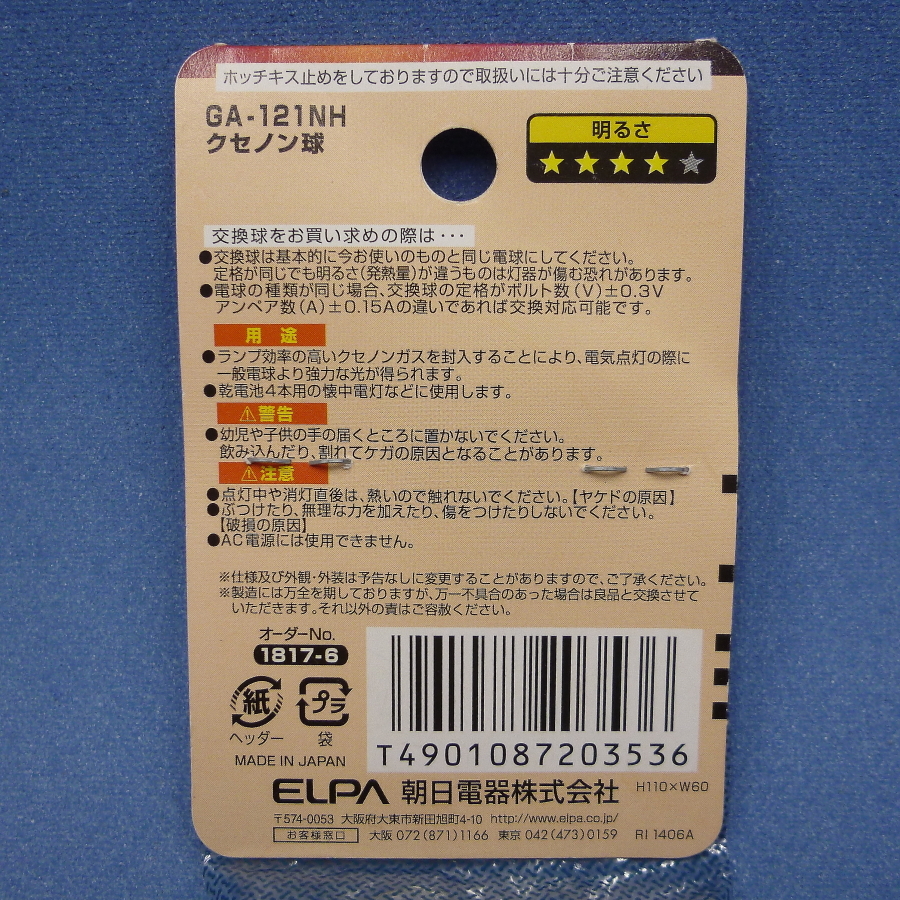 ホッチキス止めをしておりますので取扱いには十分ご注意ください
GA-121NH
クセノン球
明るさ
★★★★★
交換球をお買い求めの際は・・・
●交換球は基本的に今お使いのものと同じ電球にしてください。
定格が同じでも明るさ(発熱量)が違うものは灯器が傷む恐れがあります。
●電球の種類が同じ場合、交換球の定格がボルト数(V)±0.3V
アンペア数(A)±0.15Aの違いであれば交換対応可能です。
用途
●ランプ効率の高いクセノンガスを封入することにより、電気点灯の際に
一般電球より強力な光が得られます。
●乾電池4本用の懐中電灯などに使用します。
⚠警告
●幼児や子供の手の届くところに置かないでください。
飲み込んだり、割れてケガの原因となることがあります。
⚠注意
●点灯中や消灯直後は、熱いので触れないでください。【ヤケドの原因】
●ぶつけたり、無理な力を加えたり、傷をつけたりしないでください。
【破損の原因】
●AC電源には使用できません。
※仕様及び外観・外装は予告なしに変更することがありますので、ご了承ください。
※製造には万全を期しておりますが、万一不具合のあった場合は良品と交換させて
いただきます。それ以外の責はご容赦ください。
オーダーNo.
1817-6
紙 プラ
ヘッダー 袋
MADE IN JAPAN
T4901087203536
ELPA 朝日電器株式会社 H110×W60
〒574-0053 大阪府大東市新田旭町4-10 http://www.elpa.co.jp/
お客様窓口 大阪 072(871)1166 東京 042(473)0159 RI 1406A